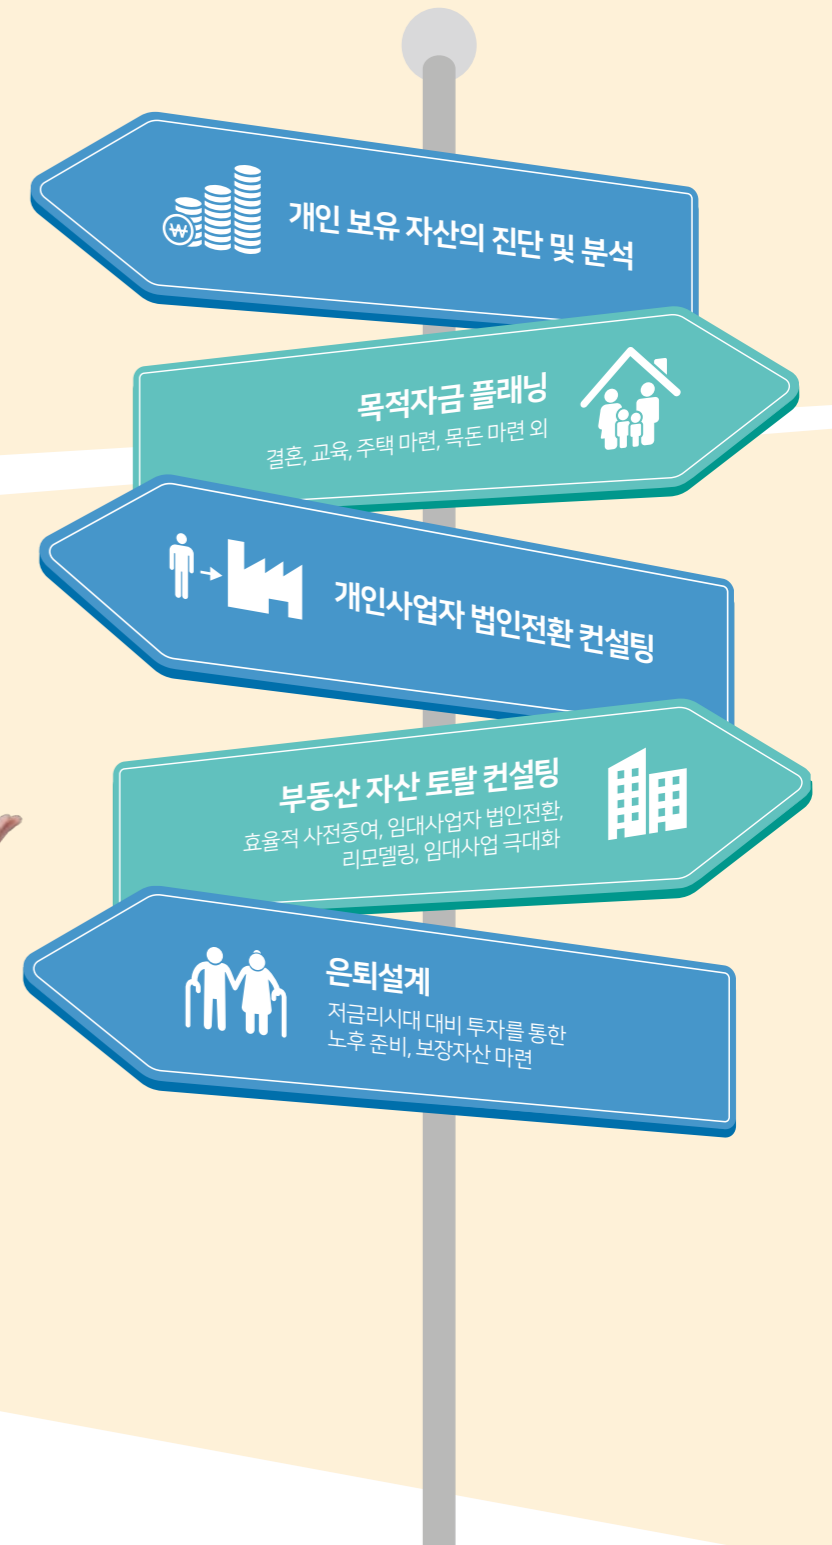 개인 보유 자산의 진단 및 분석
목적자금 플래닝
결혼, 교육, 주택 마련, 목돈 마련 외
개인사업자 법인전환 컨설팅
부동산 자산 토탈 컨설팅
효율적 사전증여, 임대사업자 법인전환,
리모델링, 임대사업 극대화
은퇴설계
저금리시대 대비 투자를 통한
노후 준비, 보장자산 마련